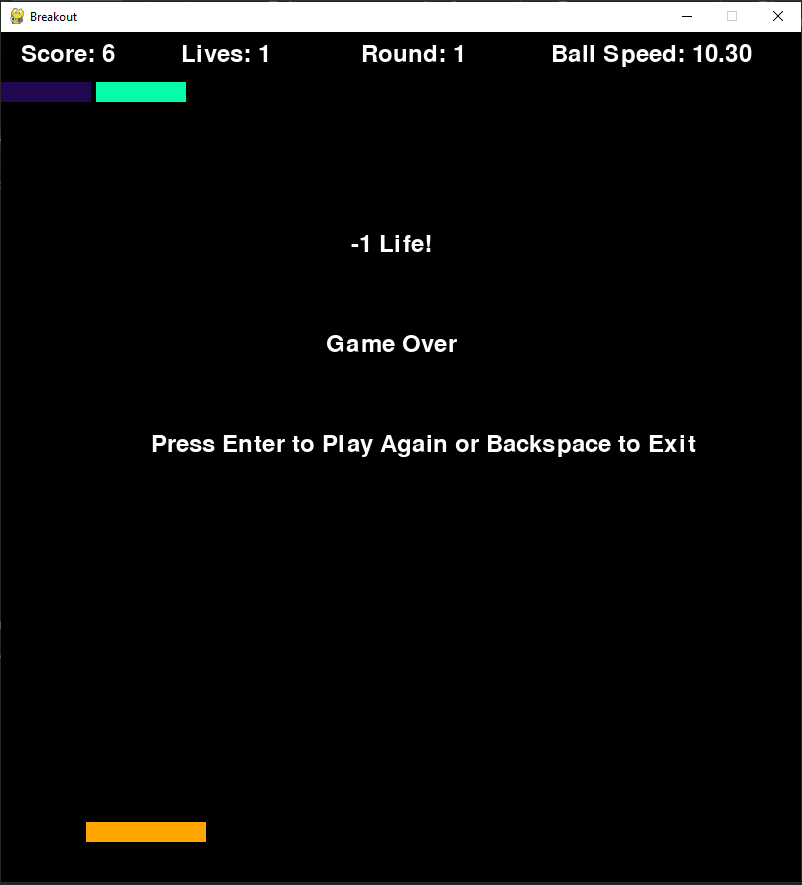 Breakout
Score: 6 Lives: 1 Round: 1 Ball Speed: 10.30
-1 Life!
Game Over
Press Enter to Play Again or Backspace to Exit